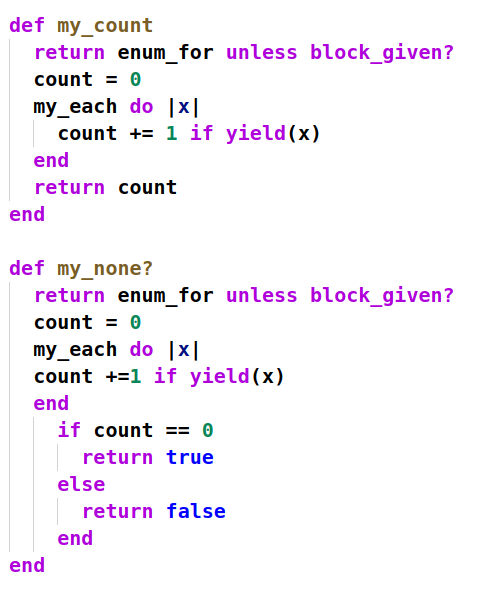 def my_count
  return enum_for unless block_given?
  count = 0
  my_each do |x|
    count += 1 if yield(x)
  end
  return count
end

def my_none?
  return enum_for unless block_given?
  count = 0
  my_each do |x|
  count +=1 if yield(x)
  end
    if count == 0
      return true
    else
      return false
    end
end